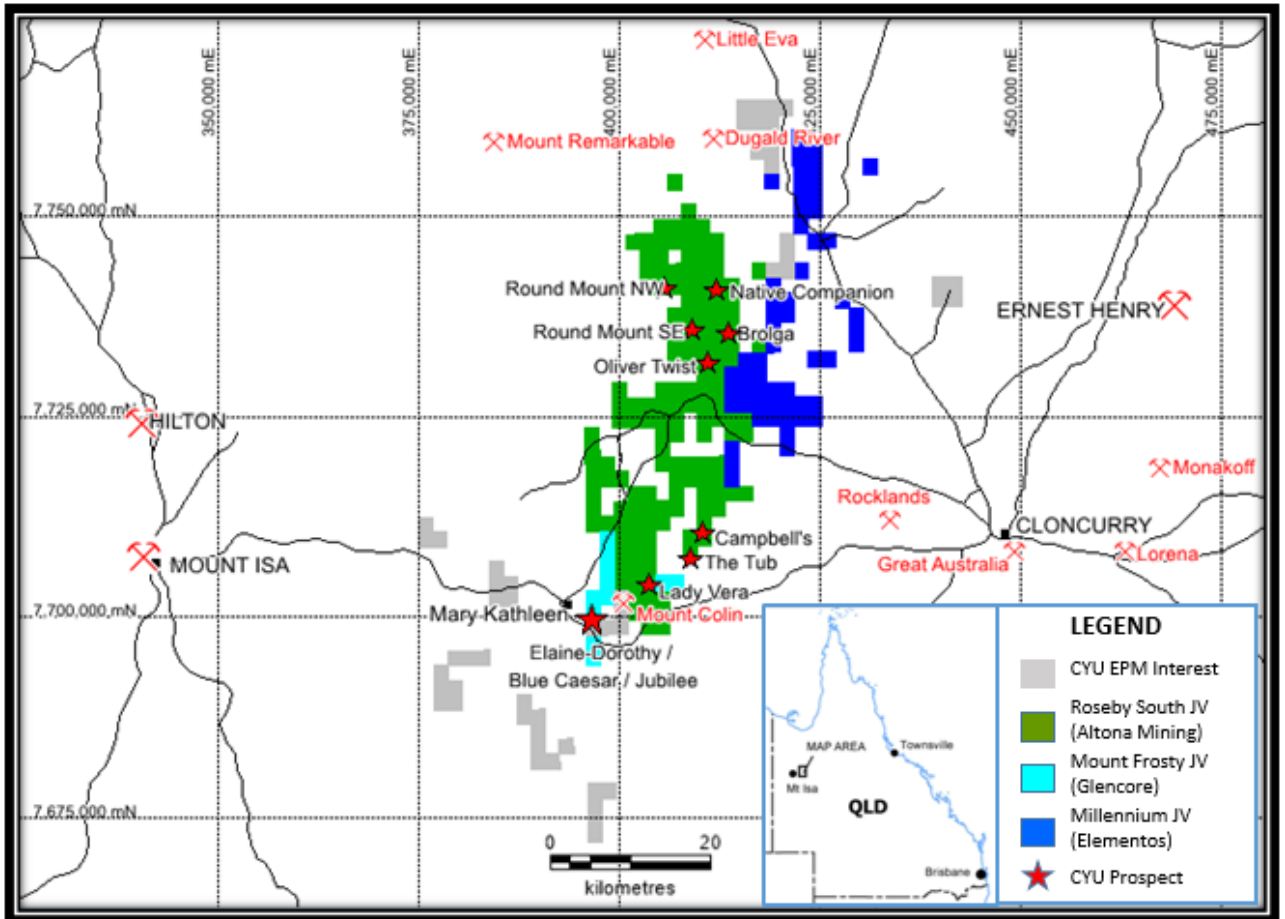 350,000 mE
375,000 mE
400,000 mE
425,000 mE
450,000 mE
475,000 mE
Little Eva
Mount Remarkable
Dugald River
7,750,000 mN
Round Mount NW
Native Companion
ERNEST HENRY
Round Mount SE
Brolga
Oliver Twist
7,725,000 mN
HILTON
Monakoff
Rocklands
CLONCURRY
Campbell's
The Tub
Great Australia
Lorena
MOUNT ISA
Lady Vera
7,700,000 mN
Mary Kathleen
Mount Colin
Elaine-Dorothy /
Blue Caesar / Jubilee
7,675,000 mN
0
20
kilometres
MAP AREA
Townsville
Mt Isa
QLD
Brisbane
LEGEND
CYU EPM Interest
Roseby South JV
(Altona Mining)
Mount Frosty JV
(Glencore)
Millennium JV
(Elementos)
CYU Prospect